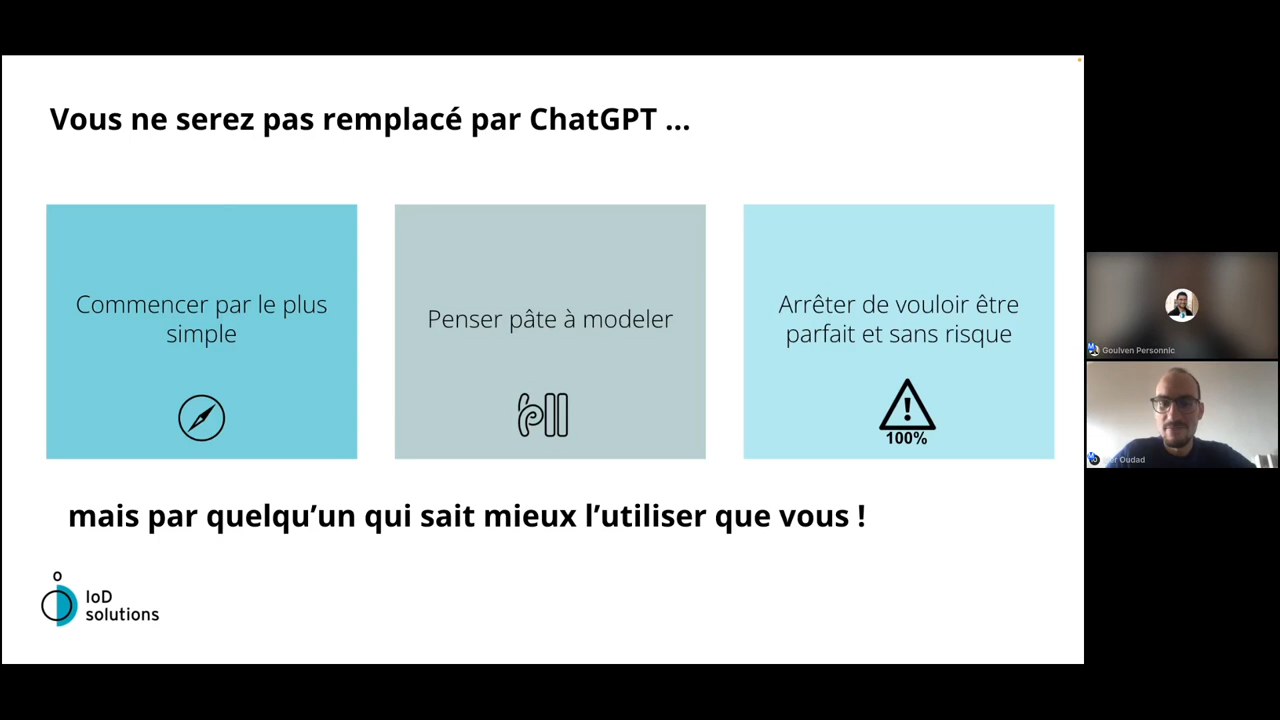 Vous ne serez pas remplacé par ChatGPT ...
Commencer par le plus
simple
Penser pâte à modeler
Arrêter de vouloir être
parfait et sans risque
100%
mais par quelqu’un qui sait mieux l’utiliser que vous !
IoD
solutions
Goulven Personnic
Oudad